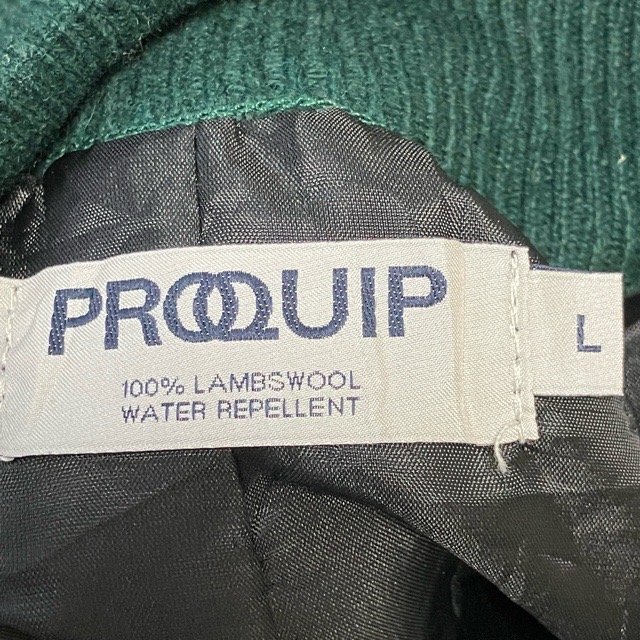 PROQUIP
L
100% LAMBSWOOL
WATER REPELLENT